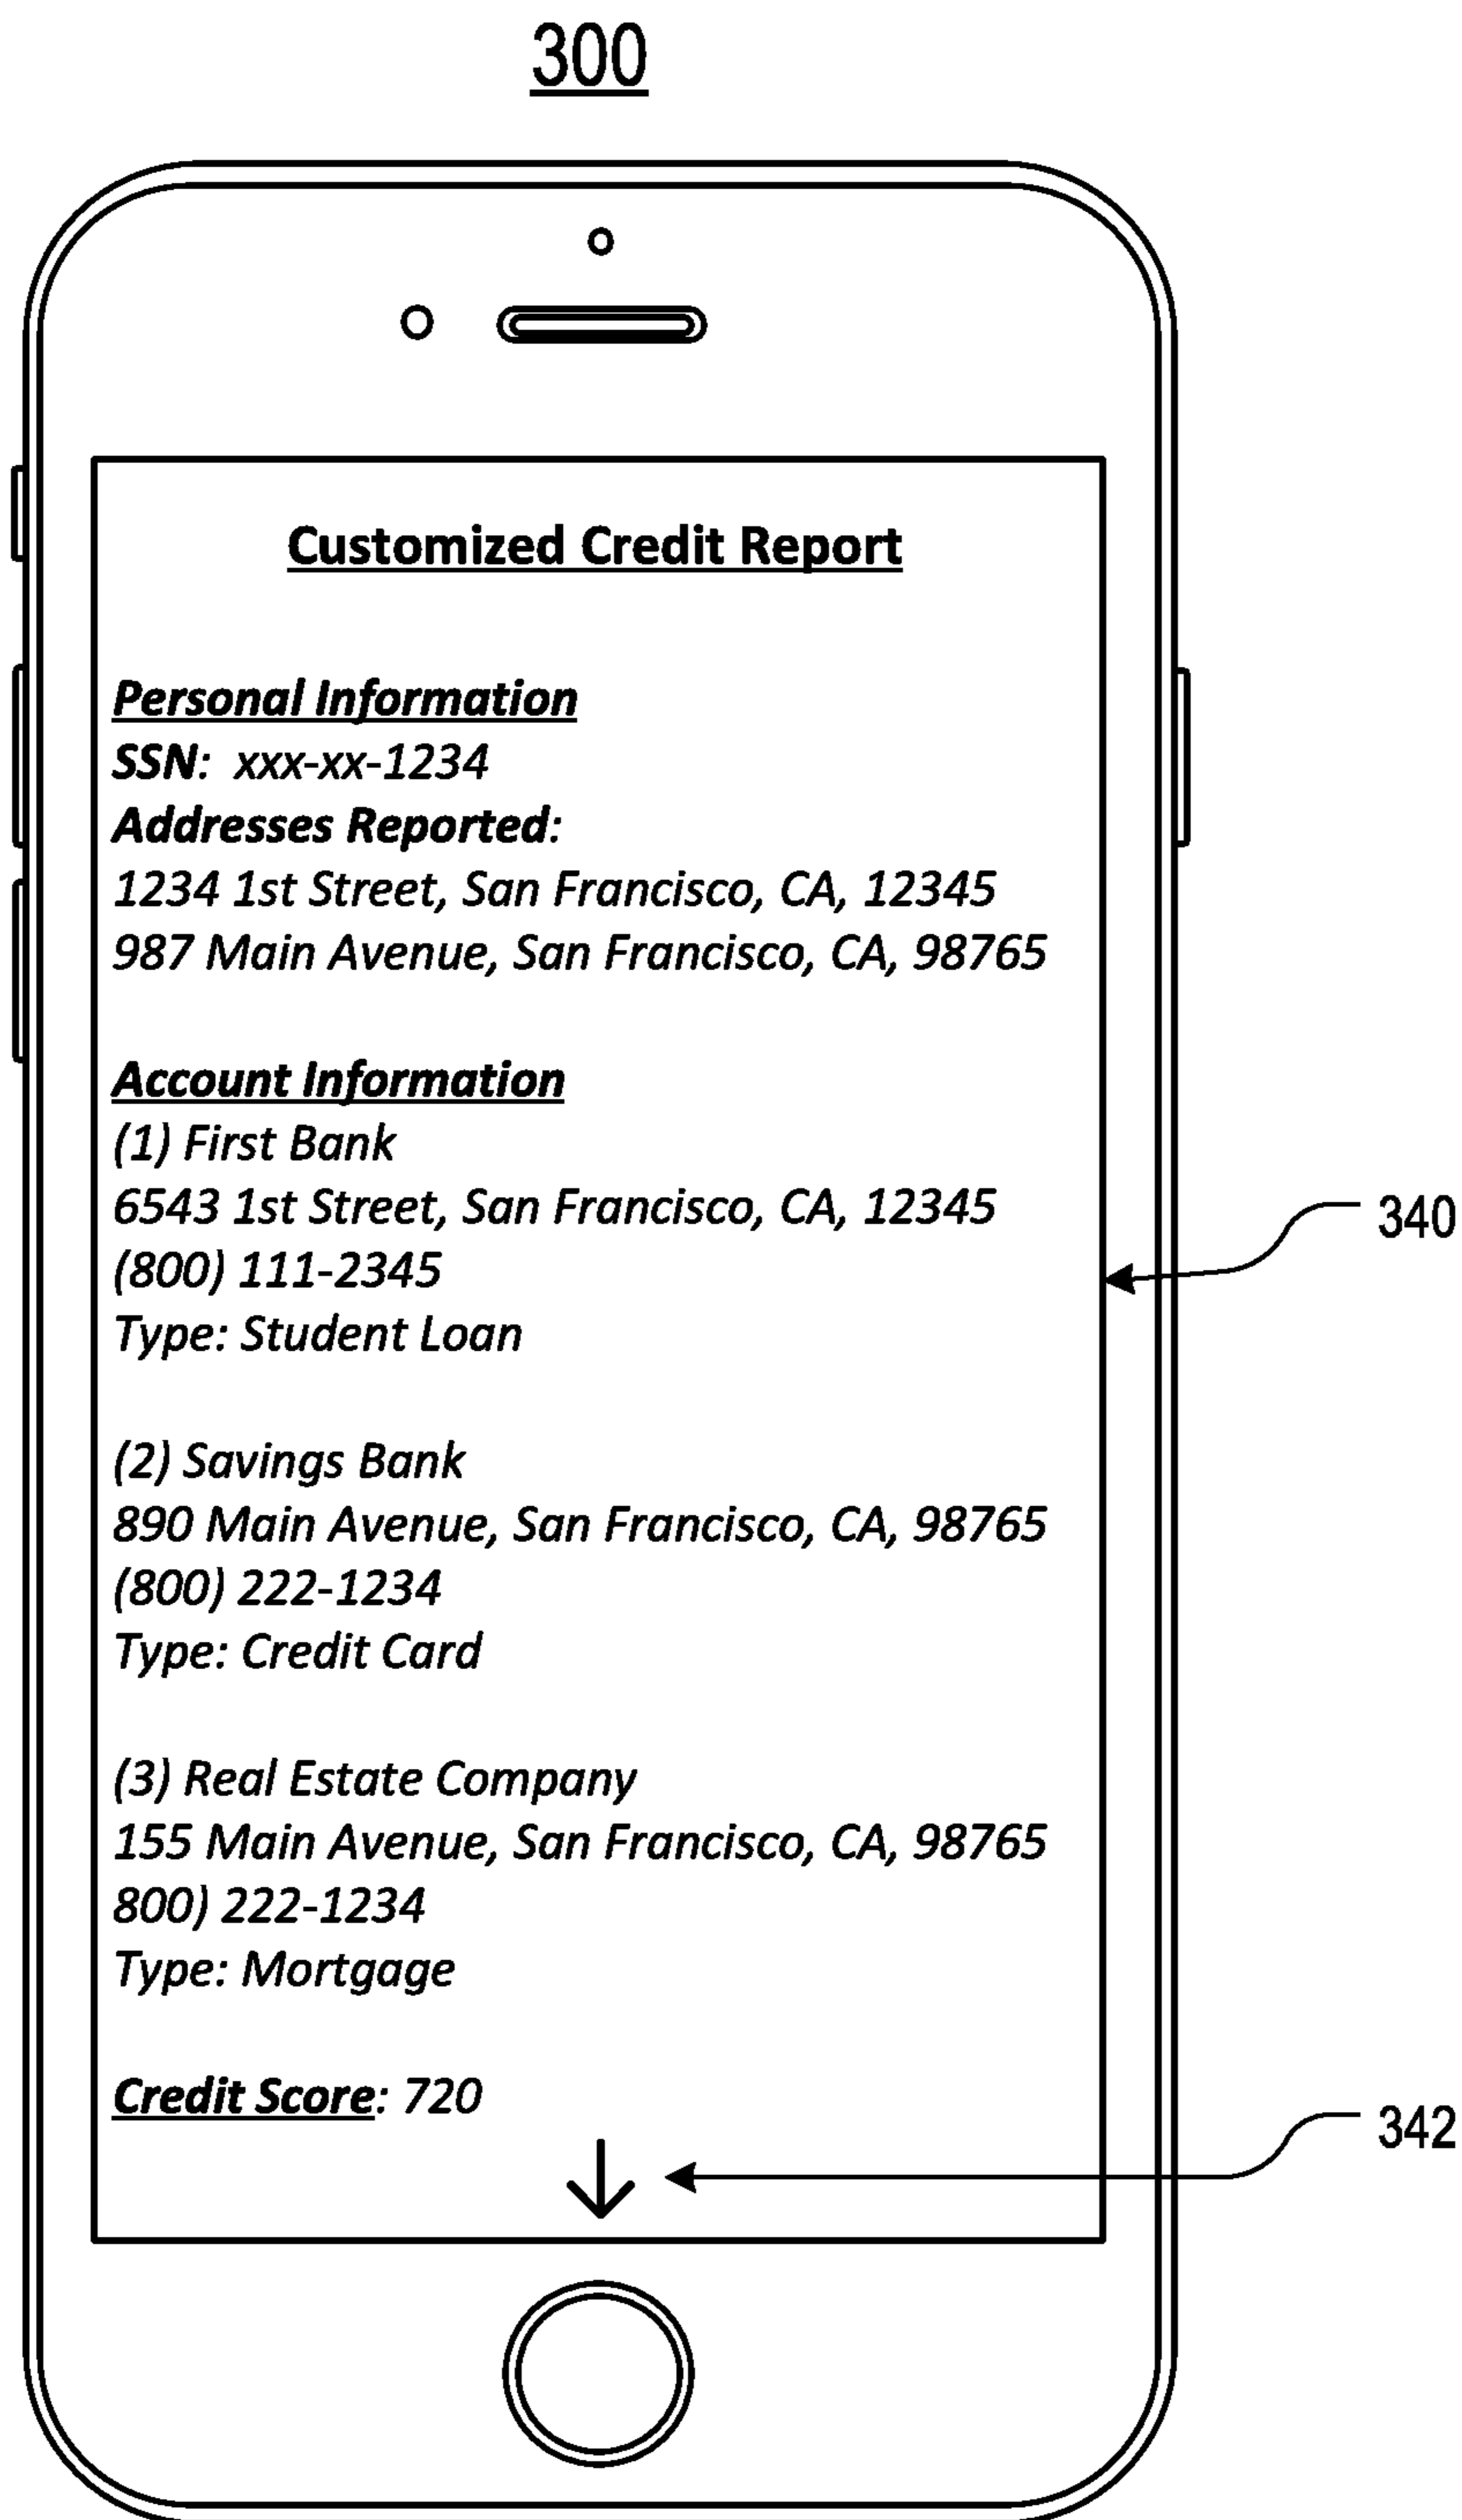 300
Customized Credit Report
Personal Information
SSN: xxx-xx-1234
Addresses Reported:
1234 1st Street, San Francisco, CA, 12345
987 Main Avenue, San Francisco, CA, 98765
Account Information
(1) First Bank
6543 1st Street, San Francisco, CA, 12345
(800) 111-2345
Type: Student Loan
(2) Savings Bank
890 Main Avenue, San Francisco, CA, 98765
(800) 222-1234
Type: Credit Card
(3) Real Estate Company
155 Main Avenue, San Francisco, CA, 98765
800) 222-1234
Type: Mortgage
Credit Score: 720
340
342